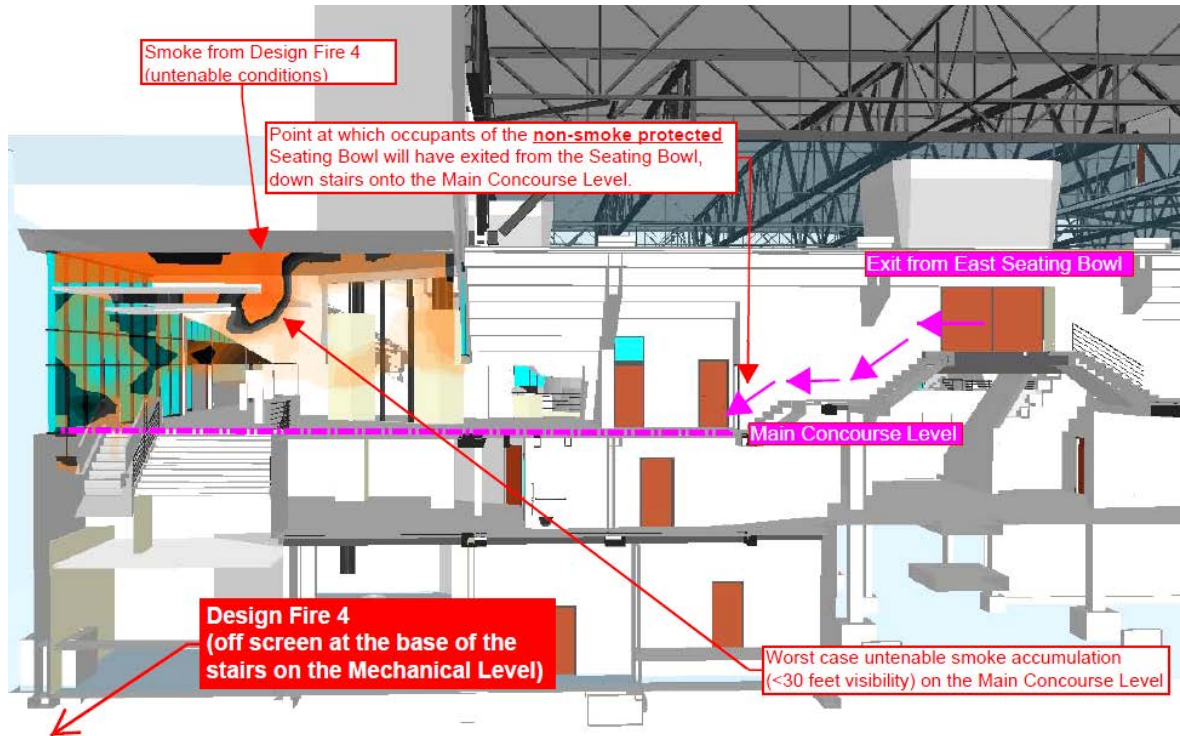 Smoke from Design Fire 4
(untenable conditions)
Point at which occupants of the non-smoke protected
Seating Bowl will have exited from the Seating Bowl,
down stairs onto the Main Concourse Level.
Exit from East Seating Bowl
Main Concourse Level
Design Fire 4
(off screen at the base of the
stairs on the Mechanical Level)
Worst case untenable smoke accumulation
(<30 feet visibility) on the Main Concourse Level